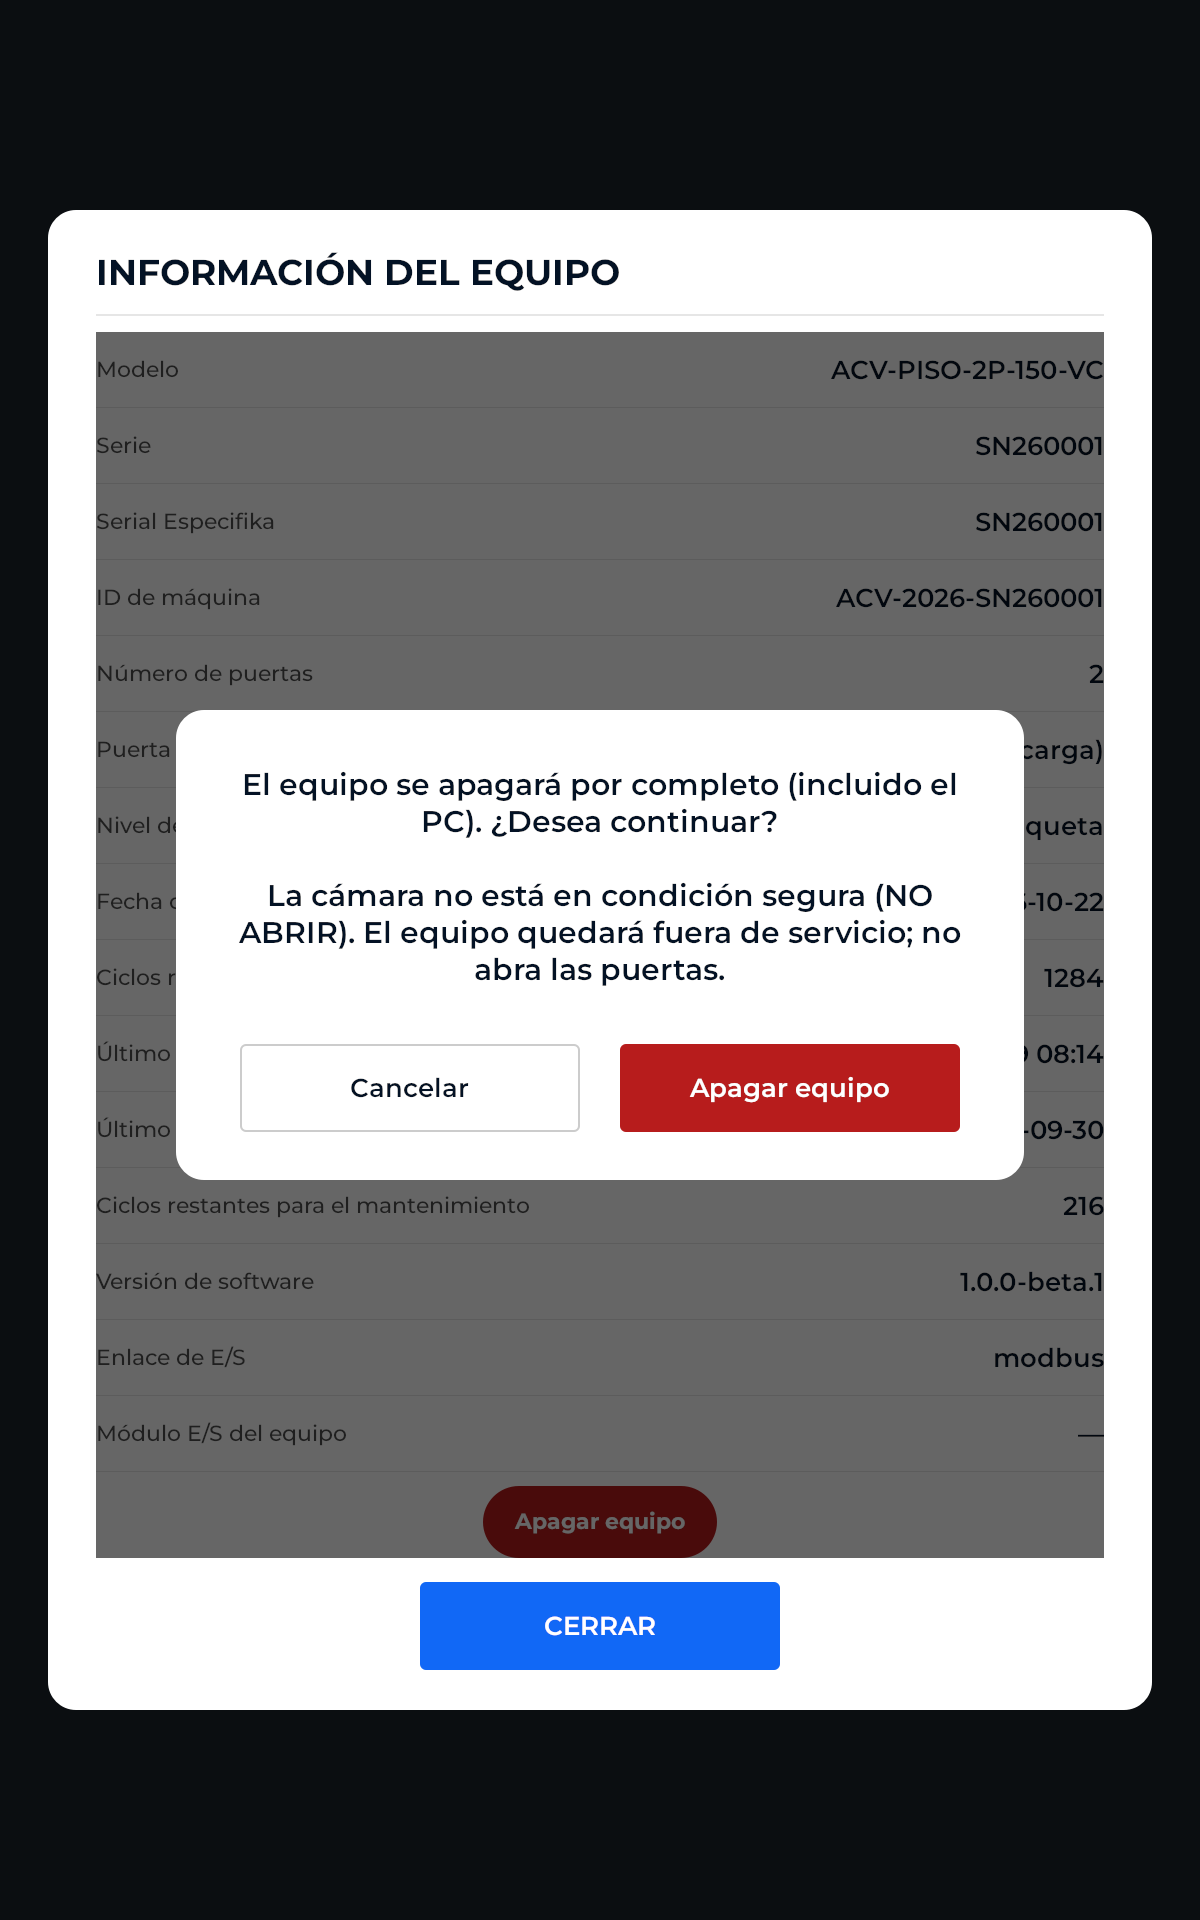 INFORMACIÓN DEL EQUIPO
Modelo ACV-PISO-2P-150-VC
Serie SN260001
Serial Especifika SN260001
ID de máquina ACV-2026-SN260001
Número de puertas 2
Puerta carga)
Nivel
Fecha -10-22
Ciclos 1284
Último 08:14
Último -09-30
El equipo se apagará por completo (incluido el
PC). ¿Desea continuar?
La cámara no está en condición segura (NO
ABRIR). El equipo quedará fuera de servicio; no
abra las puertas.
Cancelar Apagar equipo
Ciclos restantes para el mantenimiento 216
Versión de software 1.0.0-beta.1
Enlace de E/S modbus
Módulo E/S del equipo —
Apagar equipo
CERRAR